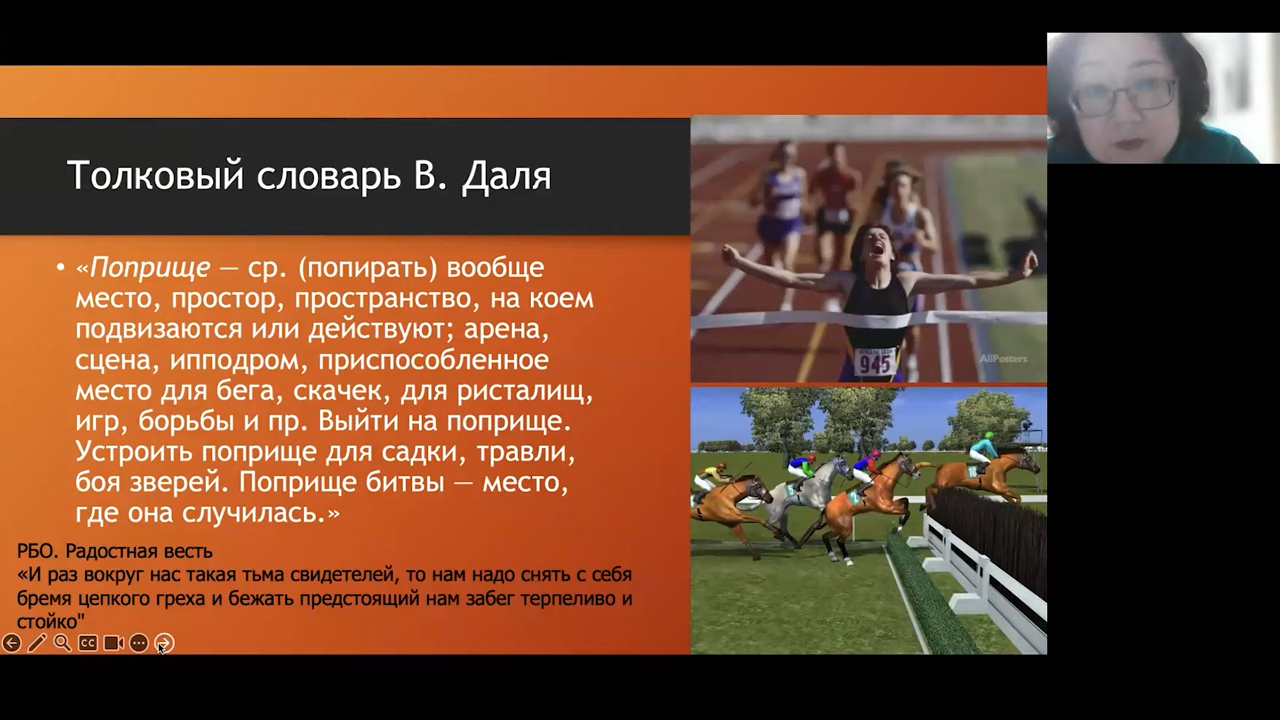 Толковый словарь В. Даля
• «Поприще — ср. (попирать) вообще
место, простор, пространство, на коем
подвизаются или действуют; арена,
сцена, ипподром, приспособленное
место для бега, скачек, для ристалищ,
игр, борьбы и пр. Выйти на поприще.
Устроить поприще для садки, травли,
боя зверей. Поприще битвы — место,
где она случилась.»
РБО. Радостная весть
«И раз вокруг нас такая тьма свидетелей, то нам надо снять с себя
бремя цепкого греха и бежать предстоящий нам забег терпеливо и
стойко"
CC
945
AllPosters